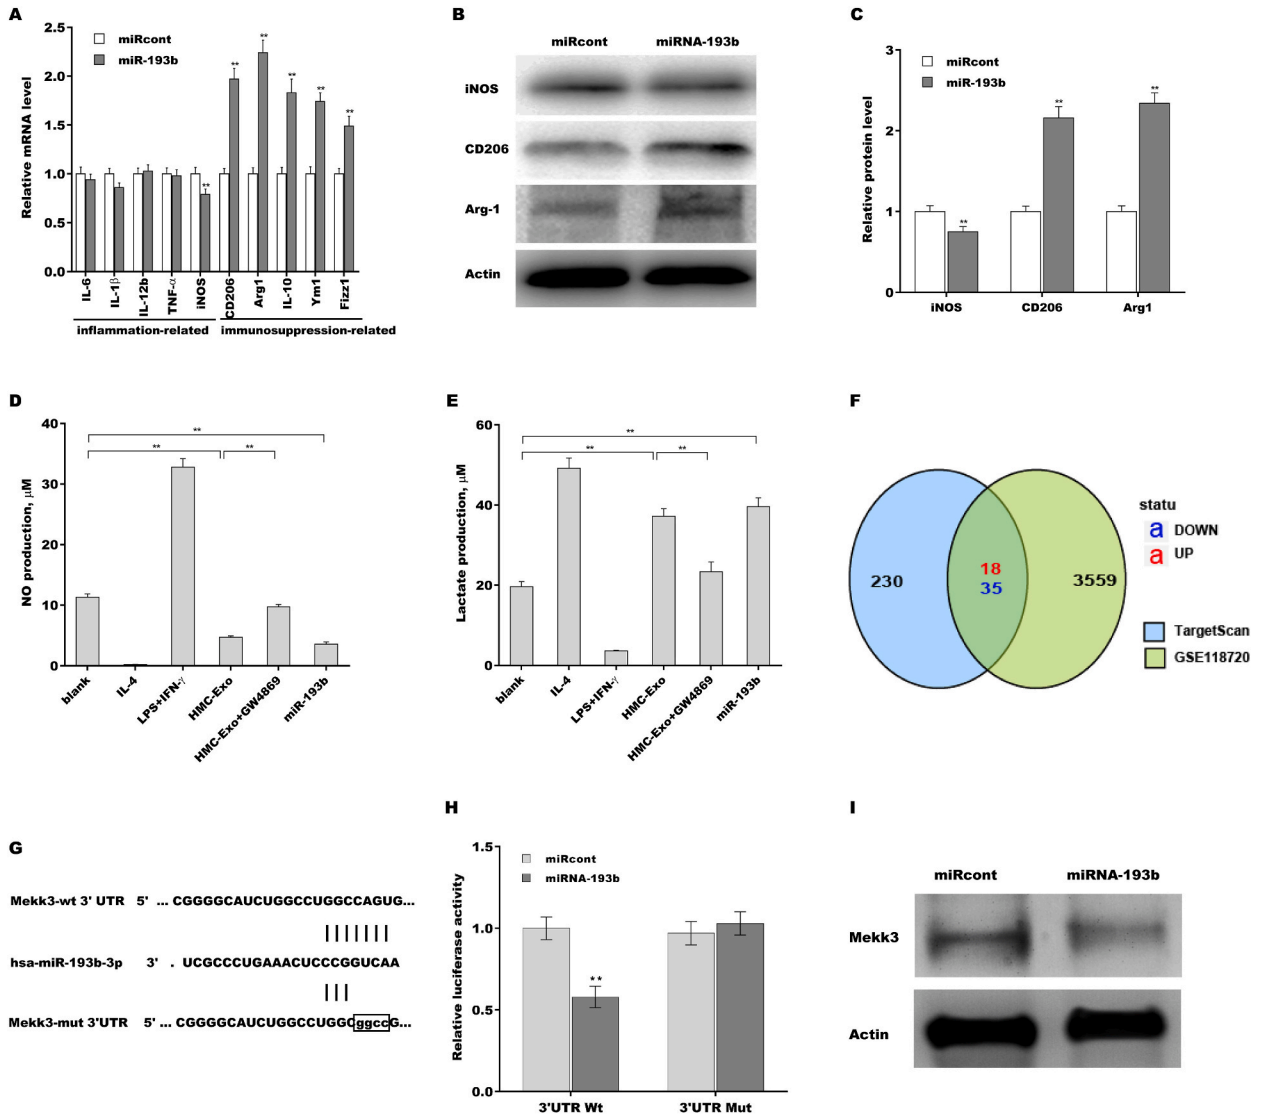 A
2.5
2.0
1.5
1.0
0.5
0.0
Relative mRNA level
miRcont
miR-193b
**
**
**
**
**
**
IL-6
IL-1β
IL-12b
TNF-α
iNOS
CD206
Arg1
IL-10
Ym1
Fizz1
inflammation-related
immunosuppression-related
B
miRcont miRNA-193b
iNOS
CD206
Arg-1
Actin
C
3
2
1
0
Relative protein level
miRcont
miR-193b
**
**
**
iNOS CD206 Arg1
D
40
30
20
10
0
NO production, μM
**
** **
blank
IL-4
LPS+IFN-γ
HMC-Exo
HMC-Exo+GW4869
miR-193b
E
60
40
20
0
Lactate production, μM
**
** **
blank
IL-4
LPS+IFN-γ
HMC-Exo
HMC-Exo+GW4869
miR-193b
F
230
18
35
3559
statu
a DOWN
a UP
TargetScan
GSE118720
G
Mekk3-wt 3' UTR 5' ... CGGGGCAUCUGGCCUGGCCAGUG...
hsa-miR-193b-3p 3' . UCGCCCUGAAACUCCCGGUCAA
Mekk3-mut 3'UTR 5' ... CGGGGCAUCUGGCCUGGCggccG...
H
1.5
1.0
0.5
0.0
Relative luciferase activity
miRcont
miRNA-193b
**
3'UTR Wt 3'UTR Mut
I
miRcont miRNA-193b
Mekk3
Actin